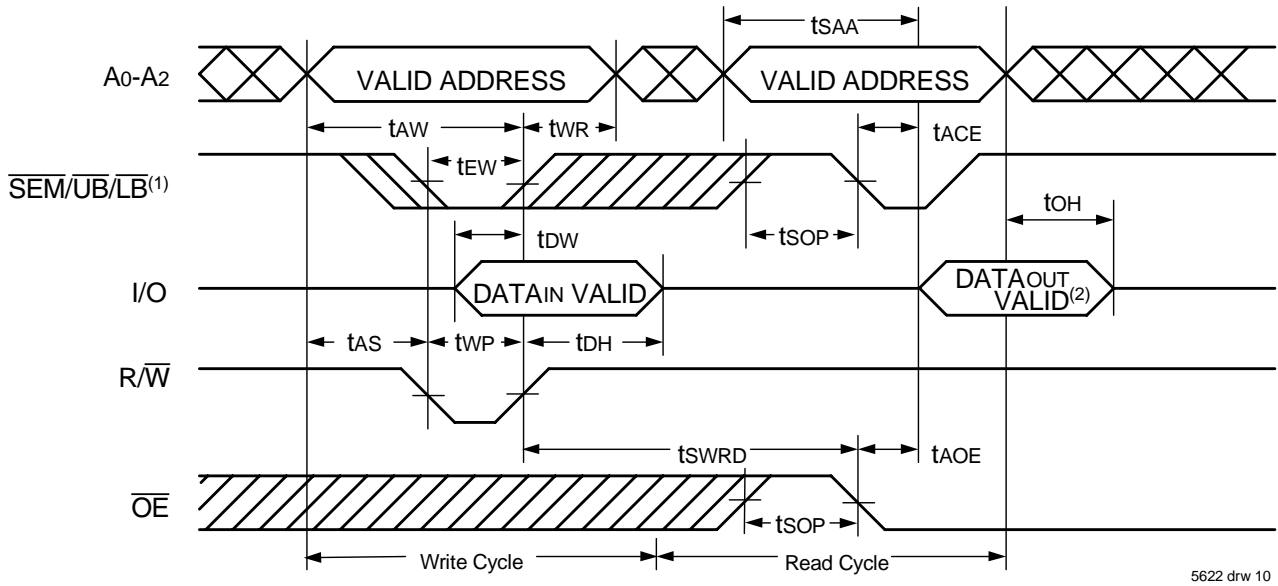 tSAA
A0-A2 VALID ADDRESS VALID ADDRESS
tAW tWR tACE
tEW
SEM/UB/LB(1)
tOH
tDW tSOP
I/O DATAIN VALID DATAOUT
VALID(2)
tAS tWP tDH
R/W
tSWRD tAOE
OE
tSOP
Write Cycle Read Cycle
5622 drw 10